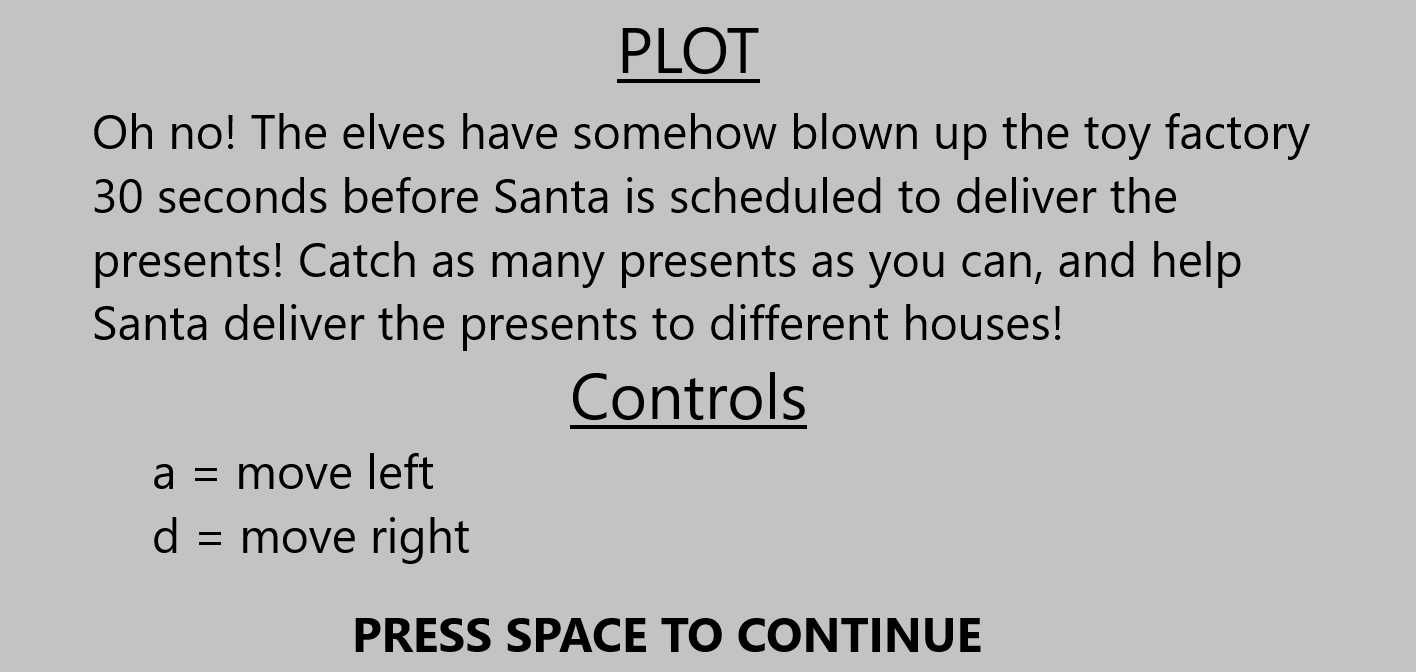 PLOT
Oh no! The elves have somehow blown up the toy factory
30 seconds before Santa is scheduled to deliver the
presents! Catch as many presents as you can, and help
Santa deliver the presents to different houses!
Controls
a = move left
d = move right
PRESS SPACE TO CONTINUE